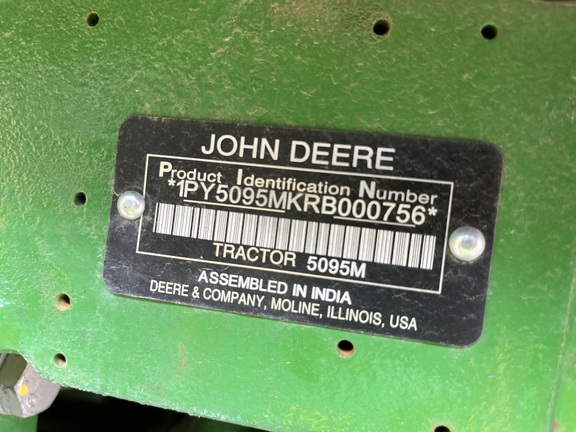 JOHN DEERE
Product Identification Number
*1PY5095MKRB000756*
TRACTOR 5095M
ASSEMBLED IN INDIA
DEERE & COMPANY, MOLINE, ILLINOIS, USA